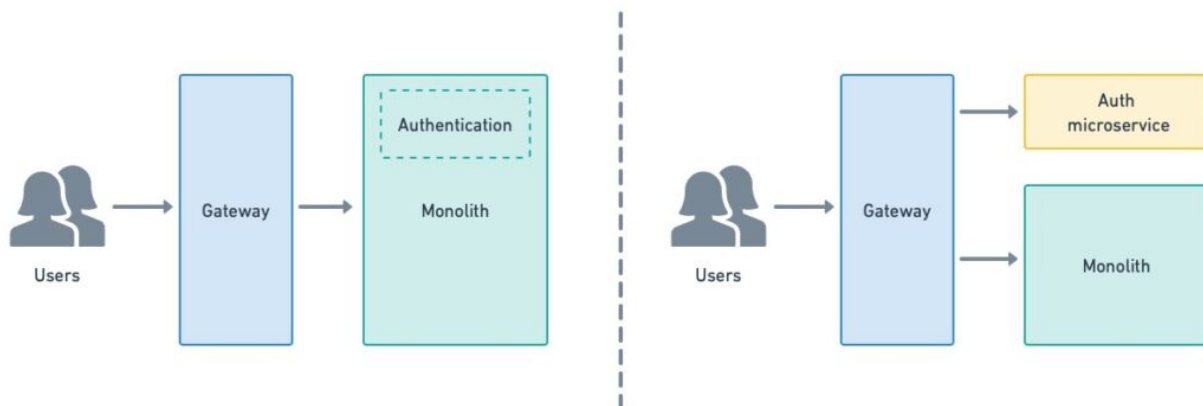 Authentication
Gateway
Monolith
Users
Auth
microservice
Gateway
Monolith
Users